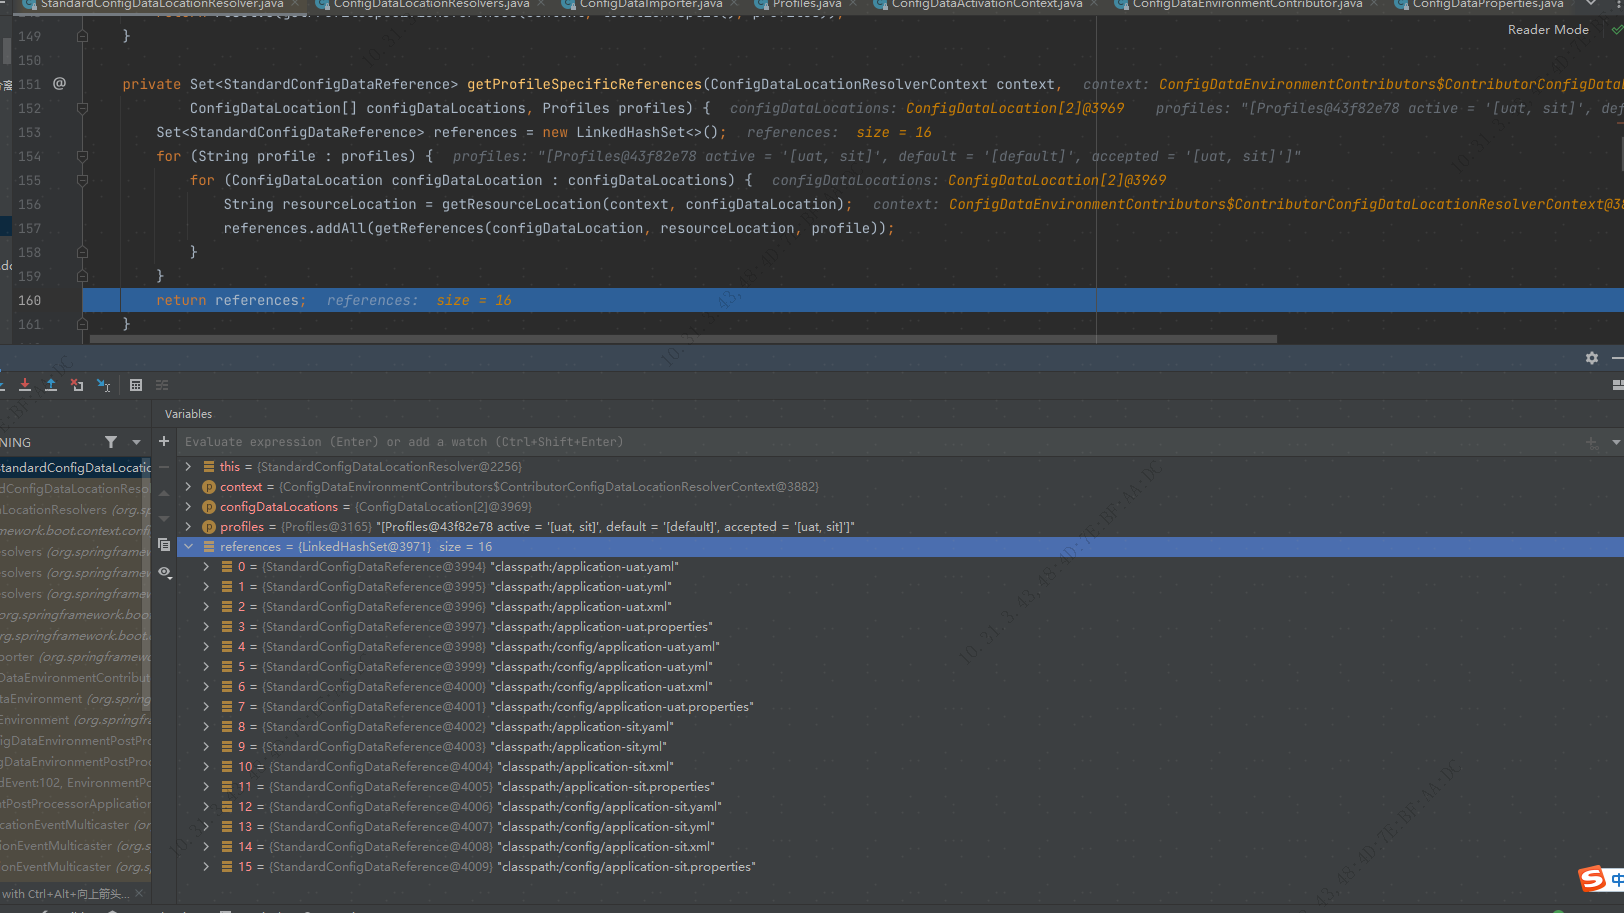 StandardConfigDataLocationResolver.java ConfigDataLocationResolvers.java ConfigDataImporter.java Profiles.java ConfigDataActivationContext.java ConfigDataEnvironmentContributor.java ConfigDataProperties.java
149 }
Reader Mode
150
151 @ private Set<StandardConfigDataReference> getProfileSpecificReferences(ConfigDataLocationResolverContext context, context: ConfigDataEnvironmentContributors$ContributorConfigData
152 ConfigDataLocation[] configDataLocations, Profiles profiles) { configDataLocations: ConfigDataLocation[2]@3969 profiles: "[Profiles@43f82e78 active = '[uat, sit]', def
153 Set<StandardConfigDataReference> references = new LinkedHashSet<>(); references: size = 16
154 for (String profile : profiles) { profiles: "[Profiles@43f82e78 active = '[uat, sit]', default = '[default]', accepted = '[uat, sit]']"
155 for (ConfigDataLocation configDataLocation : configDataLocations) { configDataLocations: ConfigDataLocation[2]@3969
156 String resourceLocation = getResourceLocation(context, configDataLocation); context: ConfigDataEnvironmentContributors$ContributorConfigDataLocationResolverContext@38
157 references.addAll(getReferences(configDataLocation, resourceLocation, profile));
158 }
159 }
160 return references; references: size = 16
161 }
Variables
NING
Evaluate expression (Enter) or add a watch (Ctrl+Shift+Enter)
this = {StandardConfigDataLocationResolver@2256}
context = {ConfigDataEnvironmentContributors$ContributorConfigDataLocationResolverContext@3882}
configDataLocations = {ConfigDataLocation[2]@3969}
profiles = {Profiles@3165} "[Profiles@43f82e78 active = '[uat, sit]', default = '[default]', accepted = '[uat, sit]']"
references = {LinkedHashSet@3971} size = 16
0 = {StandardConfigDataReference@3994} "classpath:/application-uat.yaml"
1 = {StandardConfigDataReference@3995} "classpath:/application-uat.yml"
2 = {StandardConfigDataReference@3996} "classpath:/application-uat.xml"
3 = {StandardConfigDataReference@3997} "classpath:/application-uat.properties"
4 = {StandardConfigDataReference@3998} "classpath:/config/application-uat.yaml"
5 = {StandardConfigDataReference@3999} "classpath:/config/application-uat.yml"
6 = {StandardConfigDataReference@4000} "classpath:/config/application-uat.xml"
7 = {StandardConfigDataReference@4001} "classpath:/config/application-uat.properties"
8 = {StandardConfigDataReference@4002} "classpath:/application-sit.yaml"
9 = {StandardConfigDataReference@4003} "classpath:/application-sit.yml"
10 = {StandardConfigDataReference@4004} "classpath:/application-sit.xml"
11 = {StandardConfigDataReference@4005} "classpath:/application-sit.properties"
12 = {StandardConfigDataReference@4006} "classpath:/config/application-sit.yaml"
13 = {StandardConfigDataReference@4007} "classpath:/config/application-sit.yml"
14 = {StandardConfigDataReference@4008} "classpath:/config/application-sit.xml"
15 = {StandardConfigDataReference@4009} "classpath:/config/application-sit.properties"
tandardConfigDataLocatio
dConfigDataLocationReso
ocationResolvers (org.s
mework.boot.context.confi
esolvers (org.springfram
esolvers (org.springfram
esolvers (org.springfram
org.springframework.boot
rg.springframework.boot.
orter (org.springframew
DataEnvironmentContribut
taEnvironment (org.spring
Environment (org.springfr
igDataEnvironmentPostPro
gDataEnvironmentPostProc
dEvent:102, EnvironmentPo
tPostProcessorApplication
cationEventMulticaster (or
ionEventMulticaster (org.s
ionEventMulticaster (org.s
with Ctrl+Alt+向上箭头...
S 中